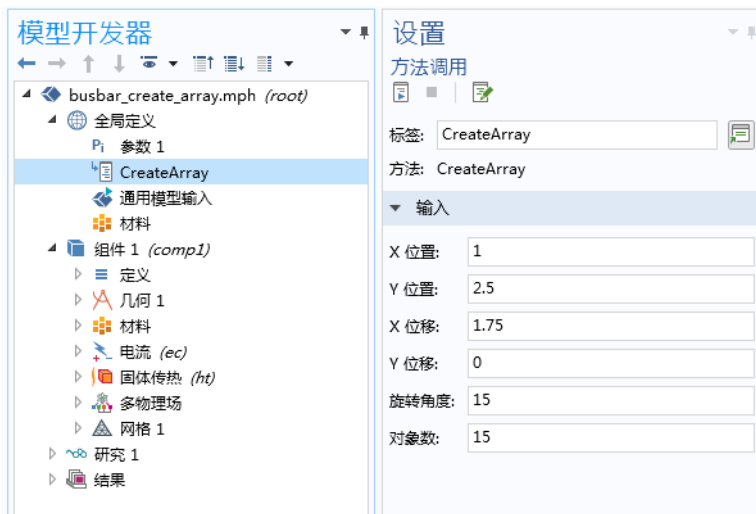 模型开发器
busbar_create_array.mph (root)
全局定义
Pi 参数 1
CreateArray
通用模型输入
材料
组件 1 (comp1)
定义
几何 1
材料
电流 (ec)
固体传热 (ht)
多物理场
网格 1
研究 1
结果
设置
方法调用
标签: CreateArray
方法: CreateArray
输入
X 位置: 1
Y 位置: 2.5
X 位移: 1.75
Y 位移: 0
旋转角度: 15
对象数: 15